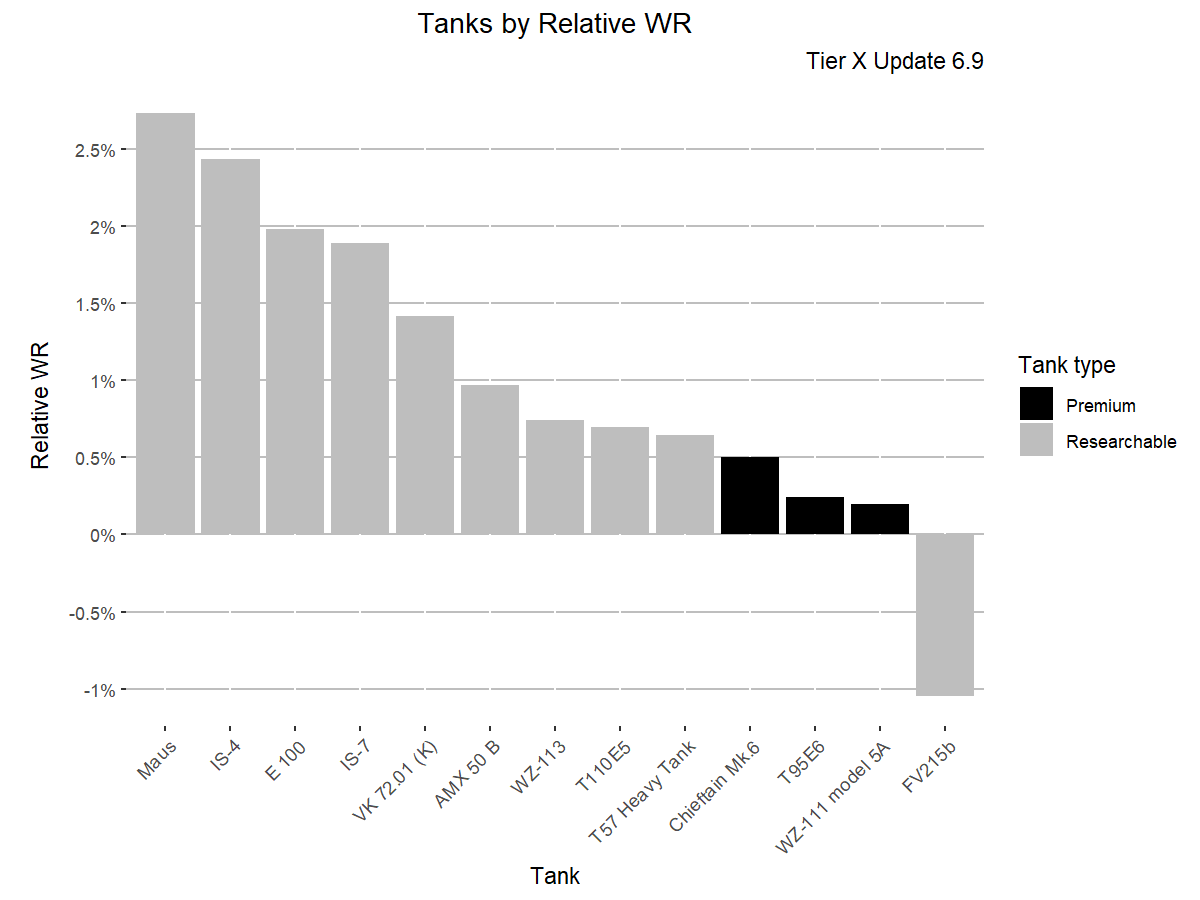 Tanks by Relative WR
Tier X Update 6.9
Relative WR
2.5%
2%
1.5%
1%
0.5%
0%
-0.5%
-1%
Maus
IS-4
E 100
IS-7
VK 72.01 (K)
AMX 50 B
WZ-113
T110E5
T57 Heavy Tank
Chieftain Mk.6
T95E6
WZ-111 model 5A
FV215b
Tank
Tank type
Premium
Researchable